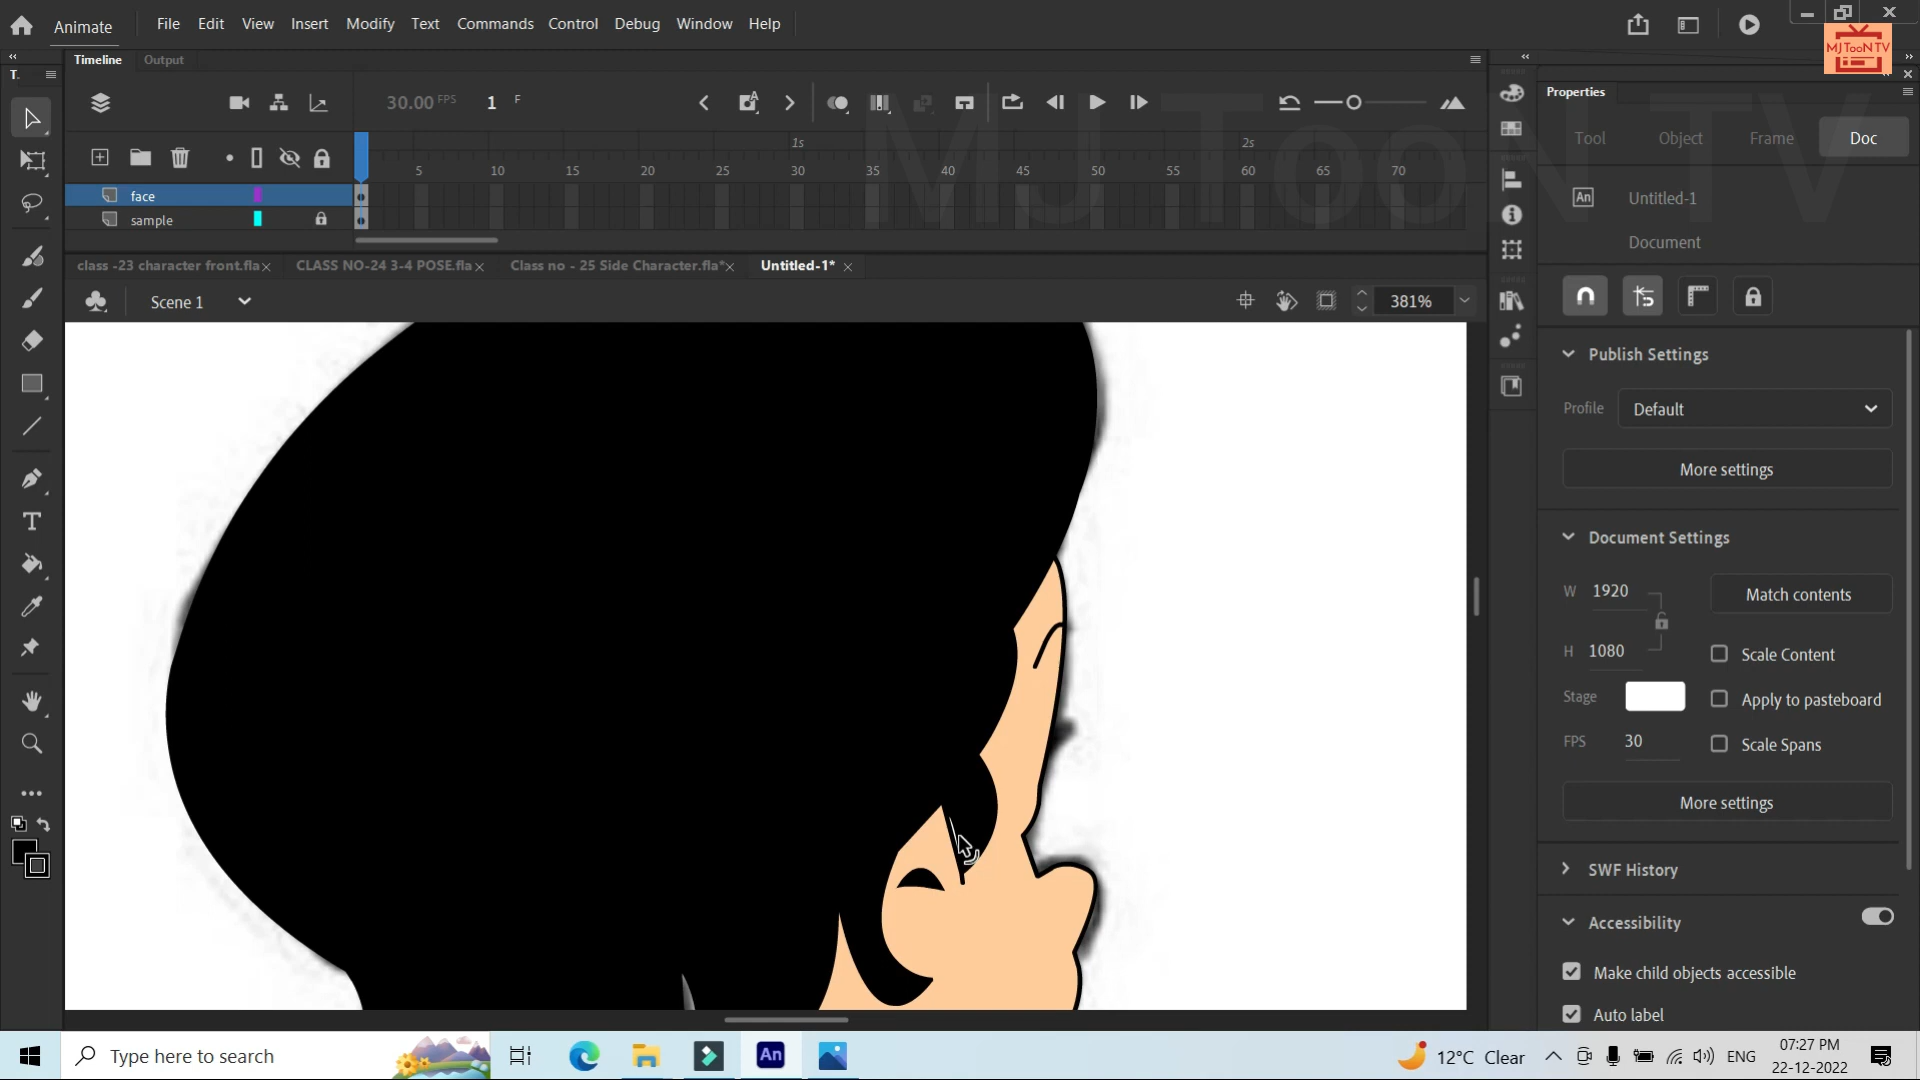 Animate File Edit View Insert Modify Text Commands Control Debug Window Help
MJTOONTV
Timeline Output
T.
30.00 FPS 1 F
Properties
Tool Object Frame Doc
1s 2s
5 10 15 20 25 30 35 40 45 50 55 60 65 70
MJ TooN TV
face
sample
An Untitled-1
Document
class -23 character front.fla CLASS NO-24 3-4 POSE.fla Class no - 25 Side Character.fla* Untitled-1*
Scene 1 381%
Publish Settings
Profile Default
More settings
Document Settings
W 1920 Match contents
H 1080 Scale Content
Stage Apply to pasteboard
FPS 30 Scale Spans
More settings
SWF History
Accessibility
Make child objects accessible
Auto label
Type here to search An 12°C Clear ENG 07:27 PM
22-12-2022